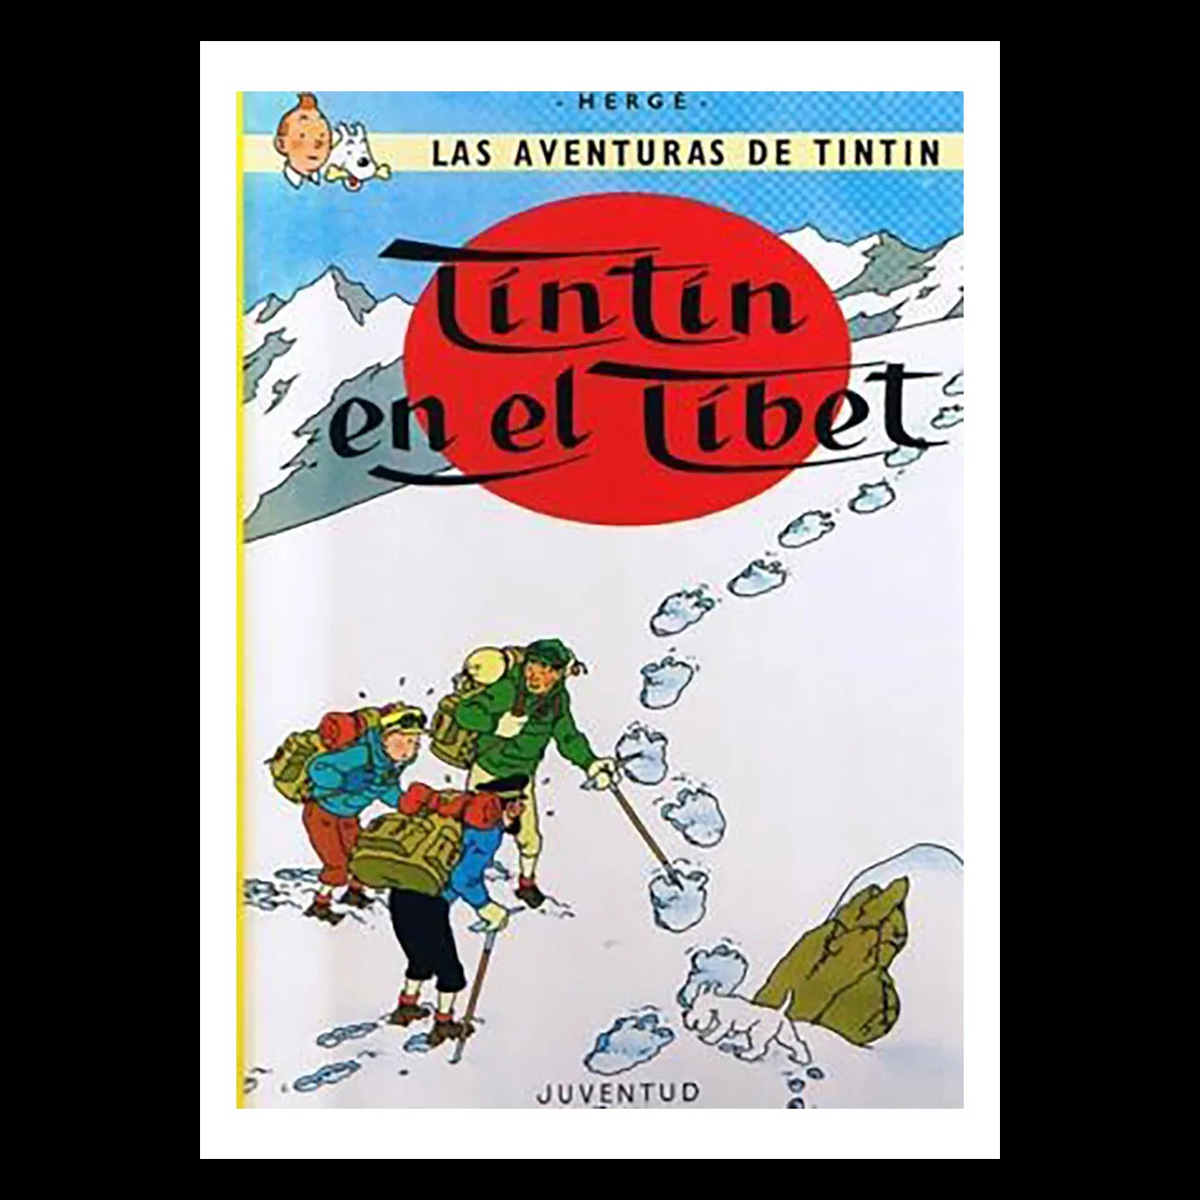 - HERGÉ -
LAS AVENTURAS DE TINTIN
Tintín
en el Tíbet
JUVENTUD